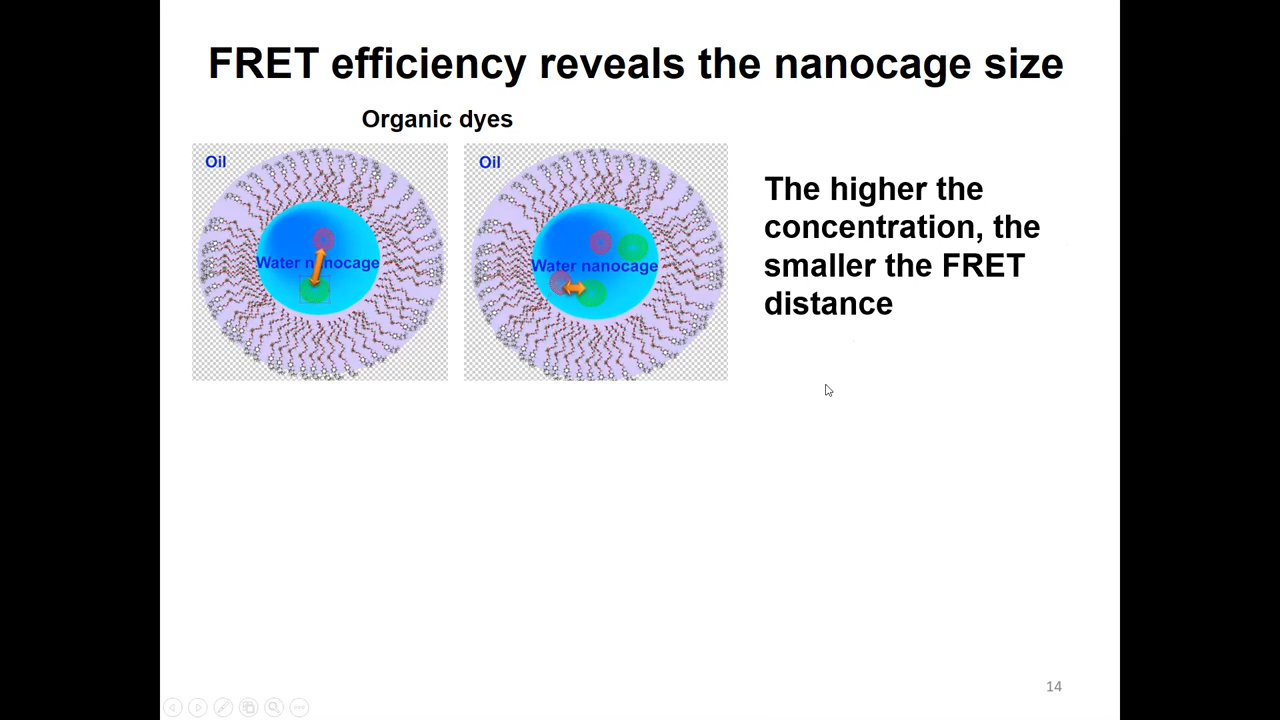 FRET efficiency reveals the nanocage size
Organic dyes
Oil
Water nanocage
Oil
Water nanocage
The higher the
concentration, the
smaller the FRET
distance
14